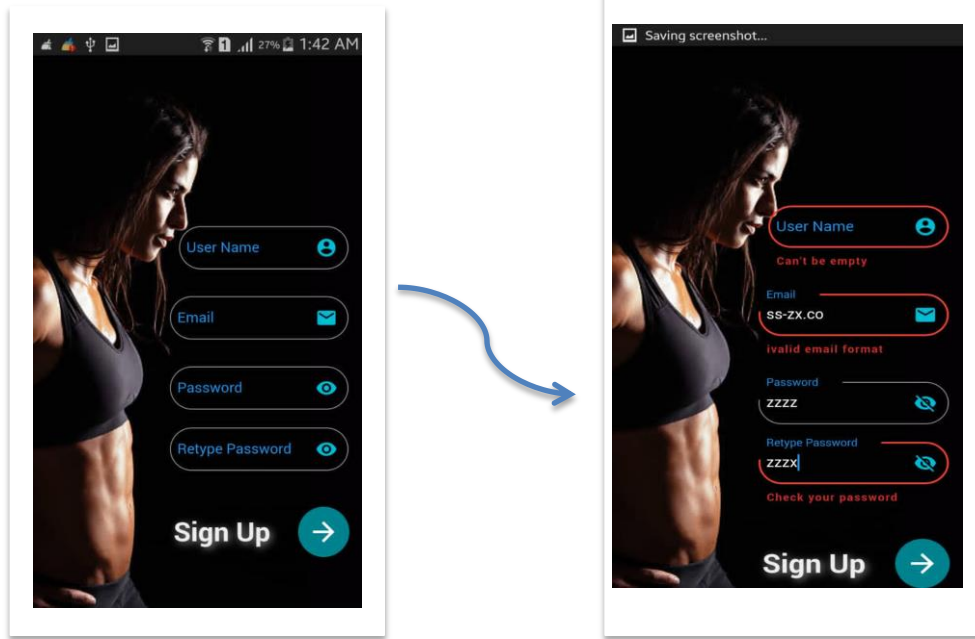 27% 1:42 AM
User Name
Email
Password
Retype Password
Sign Up
Saving screenshot...
User Name
Can't be empty
Email
ss-zx.co
ivalid email format
Password
zzzz
Retype Password
zzzx
Check your password
Sign Up